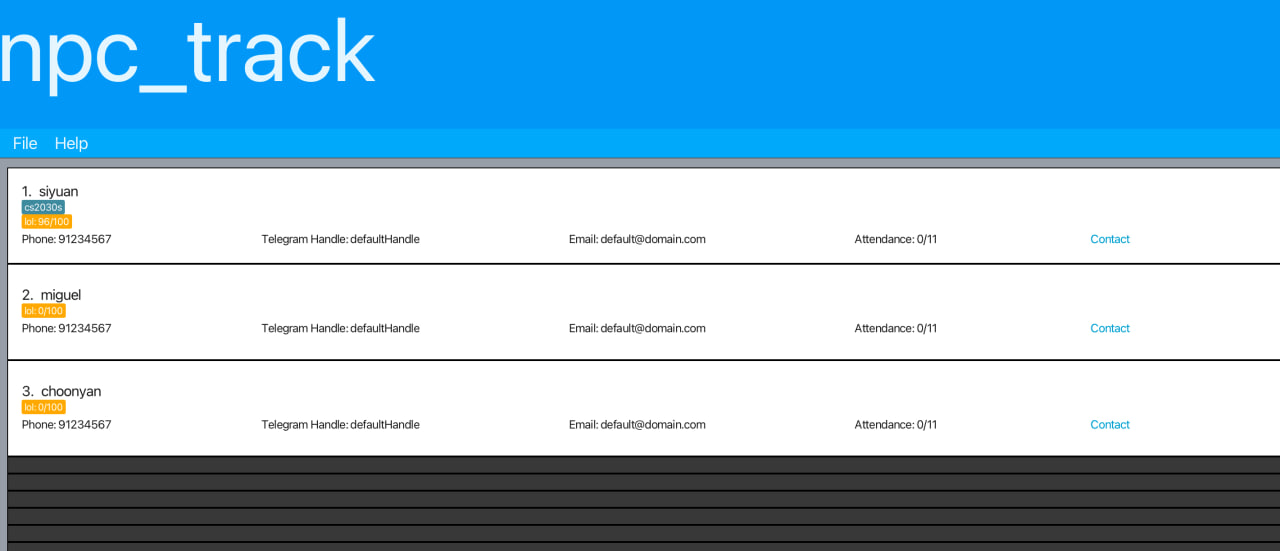 npc_track
File Help
1. siyuan
cs2030s
lol: 96/100
Phone: 91234567 Telegram Handle: defaultHandle Email: default@domain.com Attendance: 0/11 Contact
2. miguel
lol: 0/100
Phone: 91234567 Telegram Handle: defaultHandle Email: default@domain.com Attendance: 0/11 Contact
3. choonyan
lol: 0/100
Phone: 91234567 Telegram Handle: defaultHandle Email: default@domain.com Attendance: 0/11 Contact